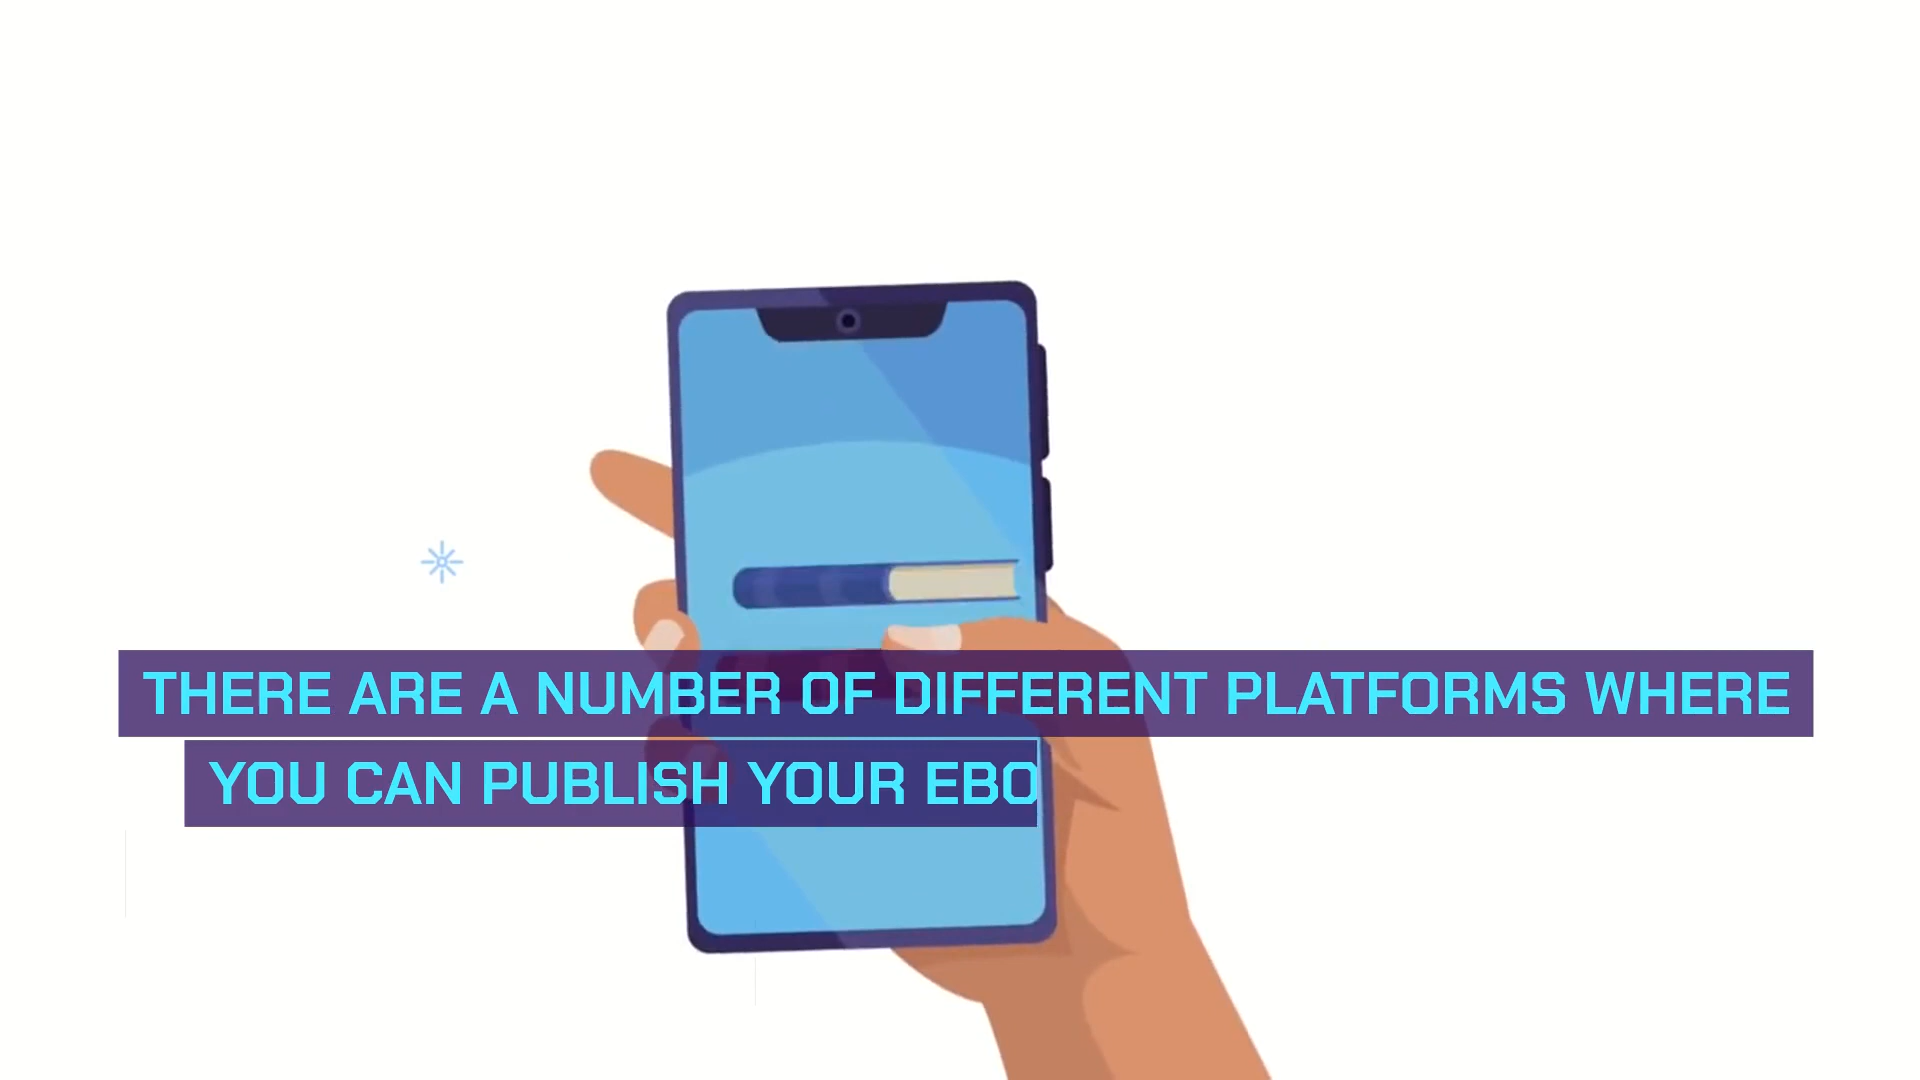 THERE ARE A NUMBER OF DIFFERENT PLATFORMS WHERE
YOU CAN PUBLISH YOUR EBO